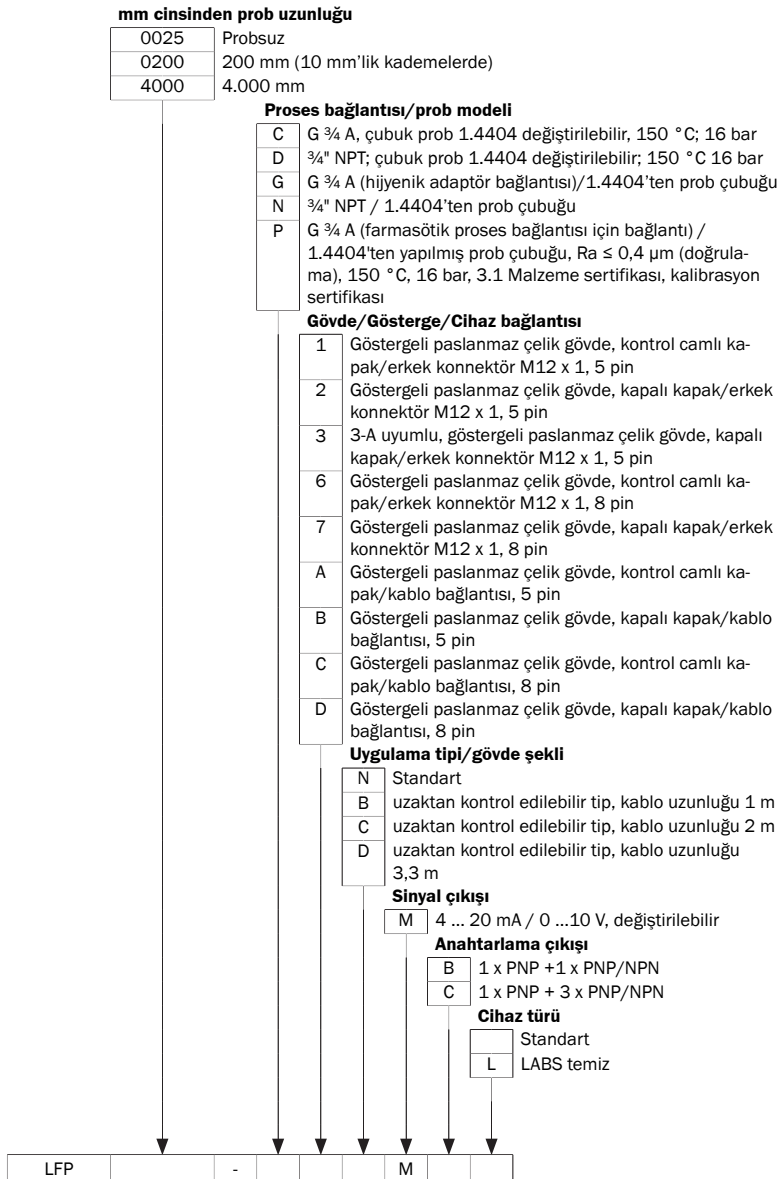 mm cinsinden prob uzunluğu
0025 Probsuz
0200 200 mm (10 mm’lik kademelerde)
4000 4.000 mm
Proses bağlantısı/prob modeli
C G ¾ A, çubuk prob 1.4404 değiştirilebilir, 150 °C; 16 bar
D ¾" NPT; çubuk prob 1.4404 değiştirilebilir; 150 °C 16 bar
G G ¾ A (hijyenik adaptör bağlantısı)/1.4404’ten prob çubuğu
N ¾" NPT / 1.4404’ten prob çubuğu
P G ¾ A (farmasötik proses bağlantısı için bağlantı) /
1.4404'ten yapılmış prob çubuğu, Ra ≤ 0,4 µm (doğrula-
ma), 150 °C, 16 bar, 3.1 Malzeme sertifikası, kalibrasyon
sertifikası
Gövde/Gösterge/Cihaz bağlantısı
1 Göstergeli paslanmaz çelik gövde, kontrol camlı ka-
pak/erkek konnektör M12 x 1, 5 pin
2 Göstergeli paslanmaz çelik gövde, kapalı kapak/erkek
konnektör M12 x 1, 5 pin
3 3-A uyumlu, göstergeli paslanmaz çelik gövde, kapalı
kapak/erkek konnektör M12 x 1, 5 pin
6 Göstergeli paslanmaz çelik gövde, kontrol camlı ka-
pak/erkek konnektör M12 x 1, 8 pin
7 Göstergeli paslanmaz çelik gövde, kapalı kapak/erkek
konnektör M12 x 1, 8 pin
A Göstergeli paslanmaz çelik gövde, kontrol camlı ka-
pak/kablo bağlantısı, 5 pin
B Göstergeli paslanmaz çelik gövde, kapalı kapak/kablo
bağlantısı, 5 pin
C Göstergeli paslanmaz çelik gövde, kontrol camlı ka-
pak/kablo bağlantısı, 8 pin
D Göstergeli paslanmaz çelik gövde, kapalı kapak/kablo
bağlantısı, 8 pin
Uygulama tipi/gövde şekli
N Standart
B uzaktan kontrol edilebilir tip, kablo uzunluğu 1 m
C uzaktan kontrol edilebilir tip, kablo uzunluğu 2 m
D uzaktan kontrol edilebilir tip, kablo uzunluğu
3,3 m
Sinyal çıkışı
M 4 ... 20 mA / 0 ...10 V, değiştirilebilir
Anahtarlama çıkışı
B 1 x PNP +1 x PNP/NPN
C 1 x PNP + 3 x PNP/NPN
Cihaz türü
Standart
L LABS temiz
LFP - M